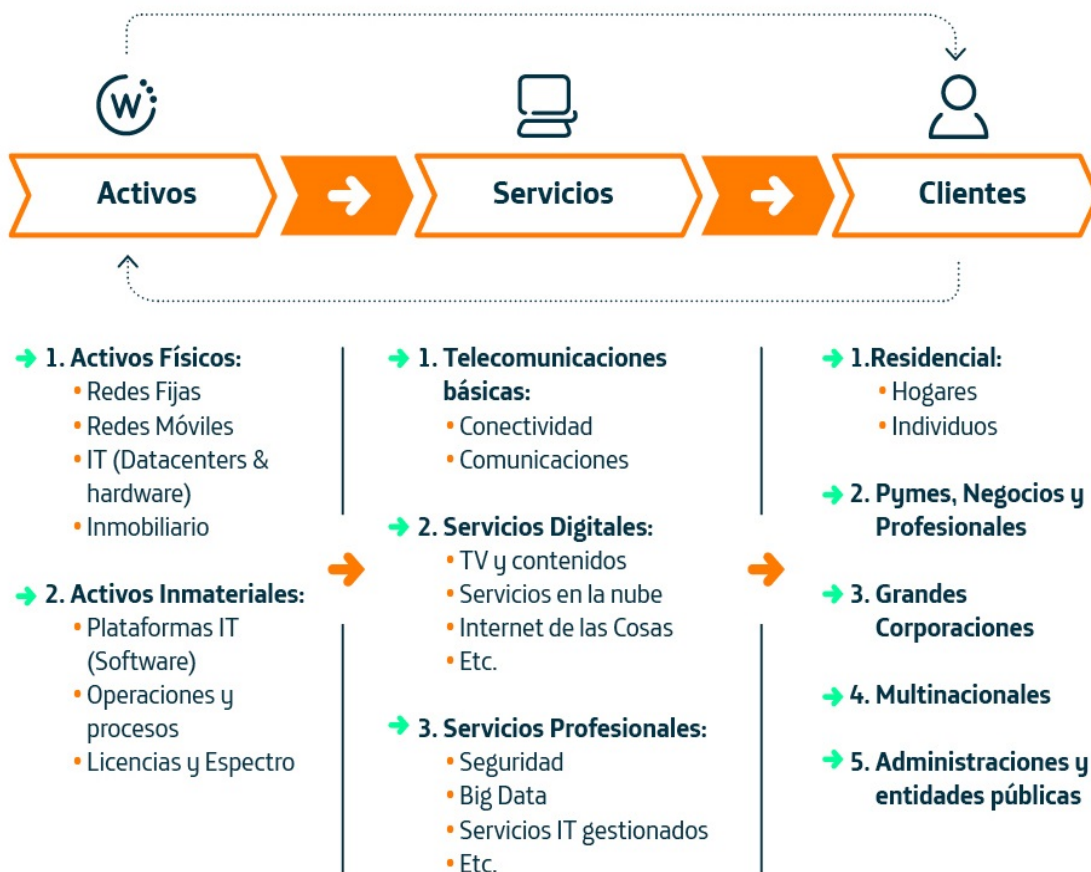 W
Activos
Servicios
Clientes
1. Activos Físicos:
• Redes Fijas
• Redes Móviles
• IT (Datacenters &
hardware)
• Inmobiliario
2. Activos Inmateriales:
• Plataformas IT
(Software)
• Operaciones y
procesos
• Licencias y Espectro
1. Telecomunicaciones
básicas:
• Conectividad
• Comunicaciones
2. Servicios Digitales:
• TV y contenidos
• Servicios en la nube
• Internet de las Cosas
• Etc.
3. Servicios Profesionales:
• Seguridad
• Big Data
• Servicios IT gestionados
• Etc.
1.Residencial:
• Hogares
• Individuos
2. Pymes, Negocios y
Profesionales
3. Grandes
Corporaciones
4. Multinacionales
5. Administraciones y
entidades públicas